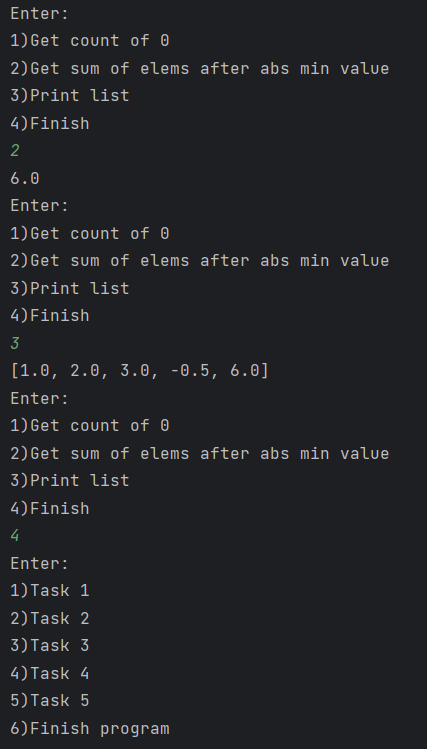 Enter:
1)Get count of 0
2)Get sum of elems after abs min value
3)Print list
4)Finish
2
6.0
Enter:
1)Get count of 0
2)Get sum of elems after abs min value
3)Print list
4)Finish
3
[1.0, 2.0, 3.0, -0.5, 6.0]
Enter:
1)Get count of 0
2)Get sum of elems after abs min value
3)Print list
4)Finish
4
Enter:
1)Task 1
2)Task 2
3)Task 3
4)Task 4
5)Task 5
6)Finish program